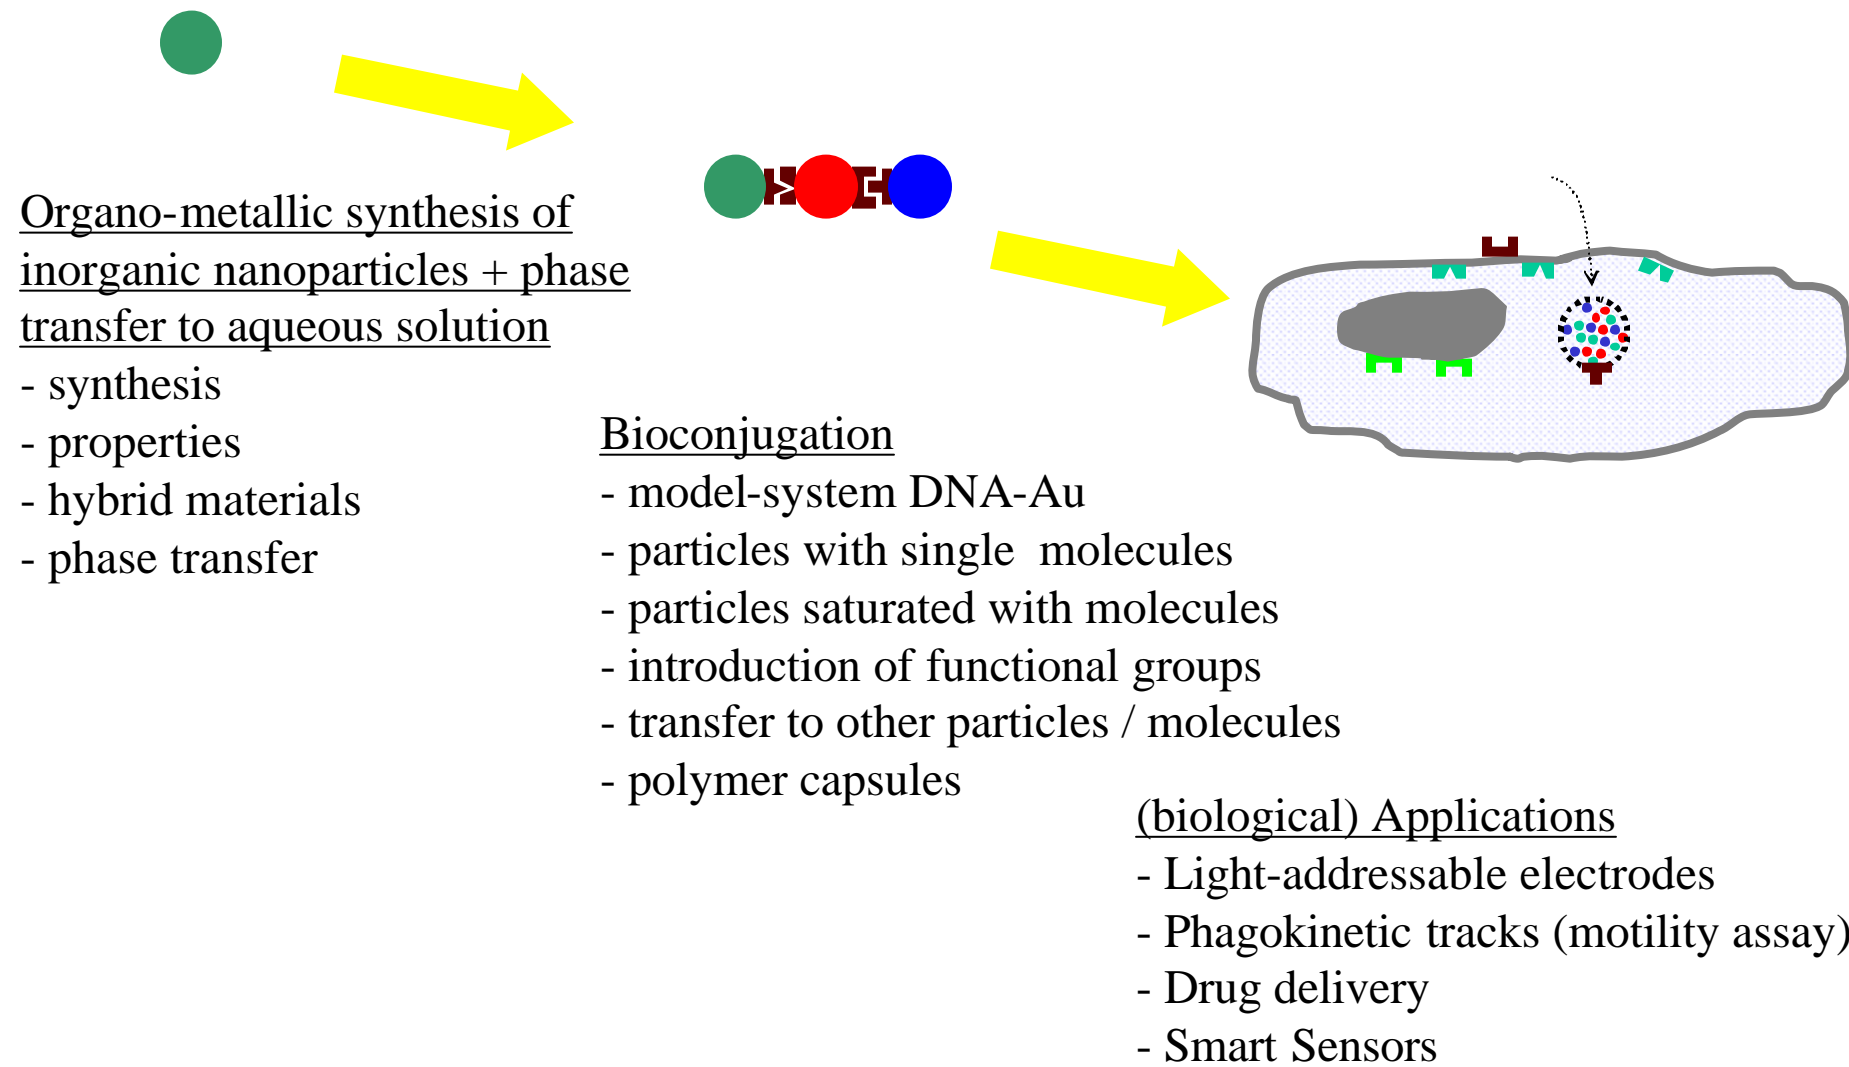 Organo-metallic synthesis of
inorganic nanoparticles + phase
transfer to aqueous solution
- synthesis
- properties
- hybrid materials
- phase transfer
Bioconjugation
- model-system DNA-Au
- particles with single  molecules
- particles saturated with molecules
- introduction of functional groups
- transfer to other particles / molecules
- polymer capsules
(biological) Applications
- Light-addressable electrodes
- Phagokinetic tracks (motility assay)
- Drug delivery
- Smart Sensors